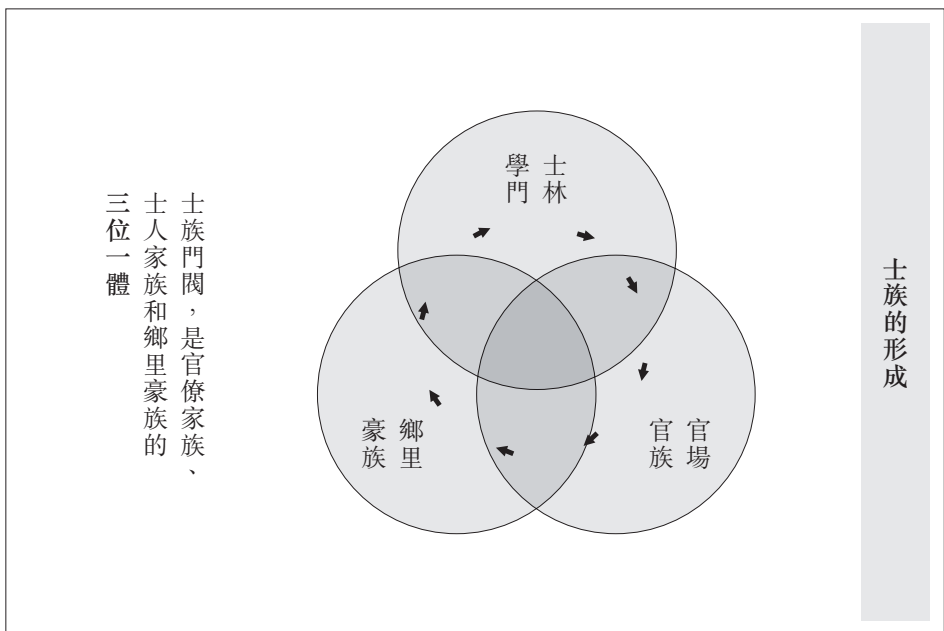 士族的形成
士林
學門
官場
官族
鄉里
豪族
士族門閥，是官僚家族、
士人家族和鄉里豪族的
三位一體